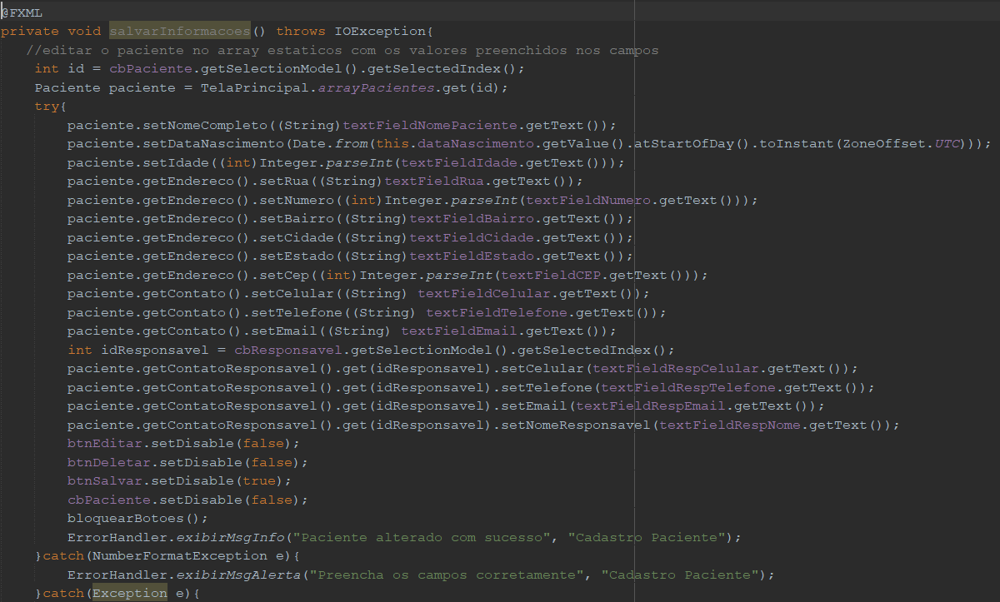 @FXML
private void salvarInformacoes() throws IOException{
//editar o paciente no array estaticos com os valores preenchidos nos campos
int id = cbPaciente.getSelectionModel().getSelectedIndex();
Paciente paciente = TelaPrincipal.arrayPacientes.get(id);
try{
paciente.setNomeCompleto((String)textFieldNomePaciente.getText());
paciente.setDataNascimento(Date.from(this.dataNascimento.getValue().atStartOfDay().toInstant(ZoneOffset.UTC)));
paciente.setIdade((int)Integer.parseInt(textFieldIdade.getText()));
paciente.getEndereco().setRua((String)textFieldRua.getText());
paciente.getEndereco().setNumero((int)Integer.parseInt(textFieldNumero.getText()));
paciente.getEndereco().setBairro((String)textFieldBairro.getText());
paciente.getEndereco().setCidade((String)textFieldCidade.getText());
paciente.getEndereco().setEstado((String)textFieldEstado.getText());
paciente.getEndereco().setCep((int)Integer.parseInt(textFieldCEP.getText()));
paciente.getContato().setCelular((String) textFieldCelular.getText());
paciente.getContato().setTelefone((String) textFieldTelefone.getText());
paciente.getContato().setEmail((String) textFieldEmail.getText());
int idResponsavel = cbResponsavel.getSelectionModel().getSelectedIndex();
paciente.getContatoResponsavel().get(idResponsavel).setCelular(textFieldRespCelular.getText());
paciente.getContatoResponsavel().get(idResponsavel).setTelefone(textFieldRespTelefone.getText());
paciente.getContatoResponsavel().get(idResponsavel).setEmail(textFieldRespEmail.getText());
paciente.getContatoResponsavel().get(idResponsavel).setNomeResponsavel(textFieldRespNome.getText());
btnEditar.setDisable(false);
btnDeletar.setDisable(false);
btnSalvar.setDisable(true);
cbPaciente.setDisable(false);
bloquearBotoes();
ErrorHandler.exibirMsgInfo("Paciente alterado com sucesso", "Cadastro Paciente");
}catch(NumberFormatException e){
ErrorHandler.exibirMsgAlerta("Preencha os campos corretamente", "Cadastro Paciente");
}catch(Exception e){